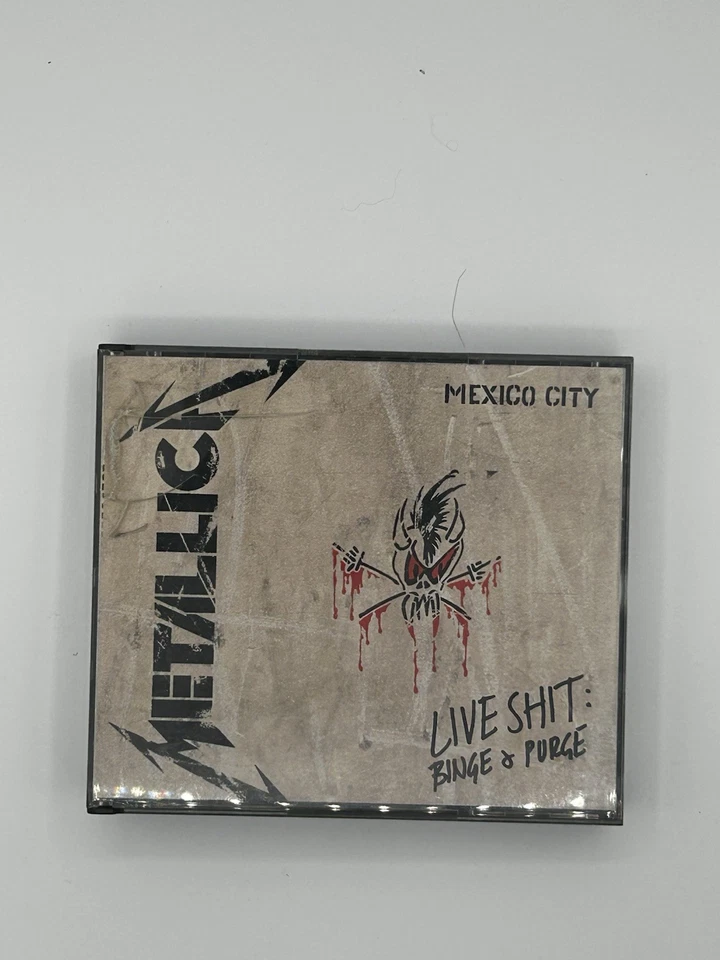 METALLICA
MEXICO CITY
LIVE SHIT:
BINGE & PURGE